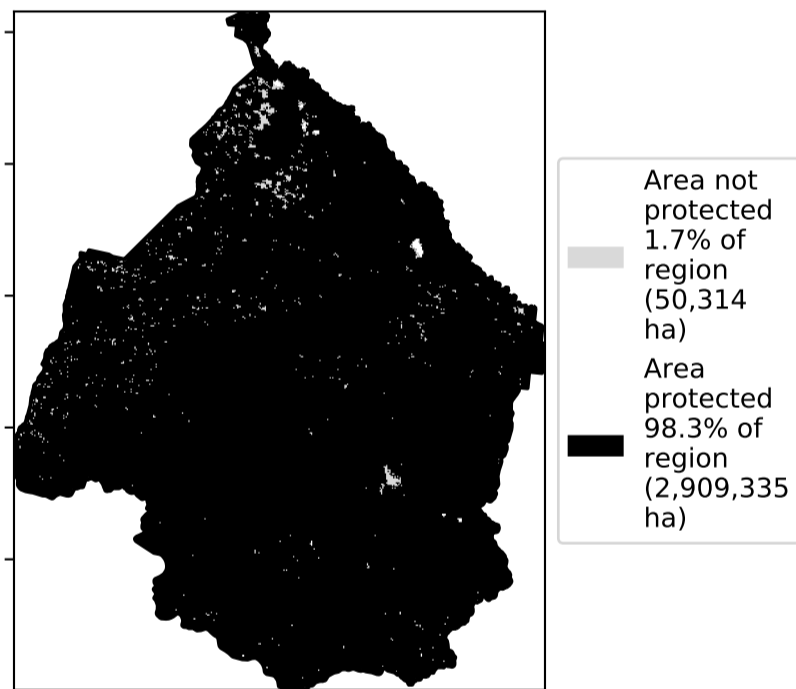 Area not
protected
1.7% of
region
(50,314
ha)
Area
protected
98.3% of
region
(2,909,335
ha)